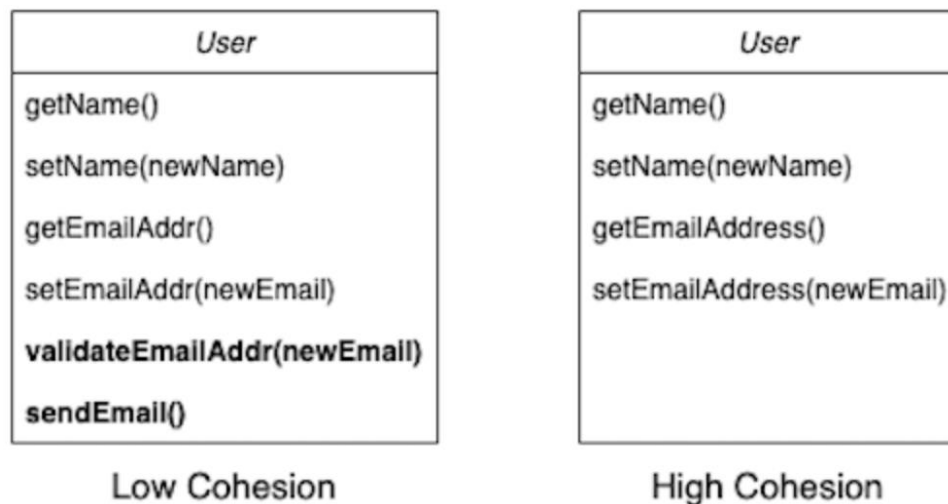 User
getName()
setName(newName)
getEmailAddr()
setEmailAddr(newEmail)
validateEmailAddr(newEmail)
sendEmail()
Low Cohesion
User
getName()
setName(newName)
getEmailAddress()
setEmailAddress(newEmail)
High Cohesion